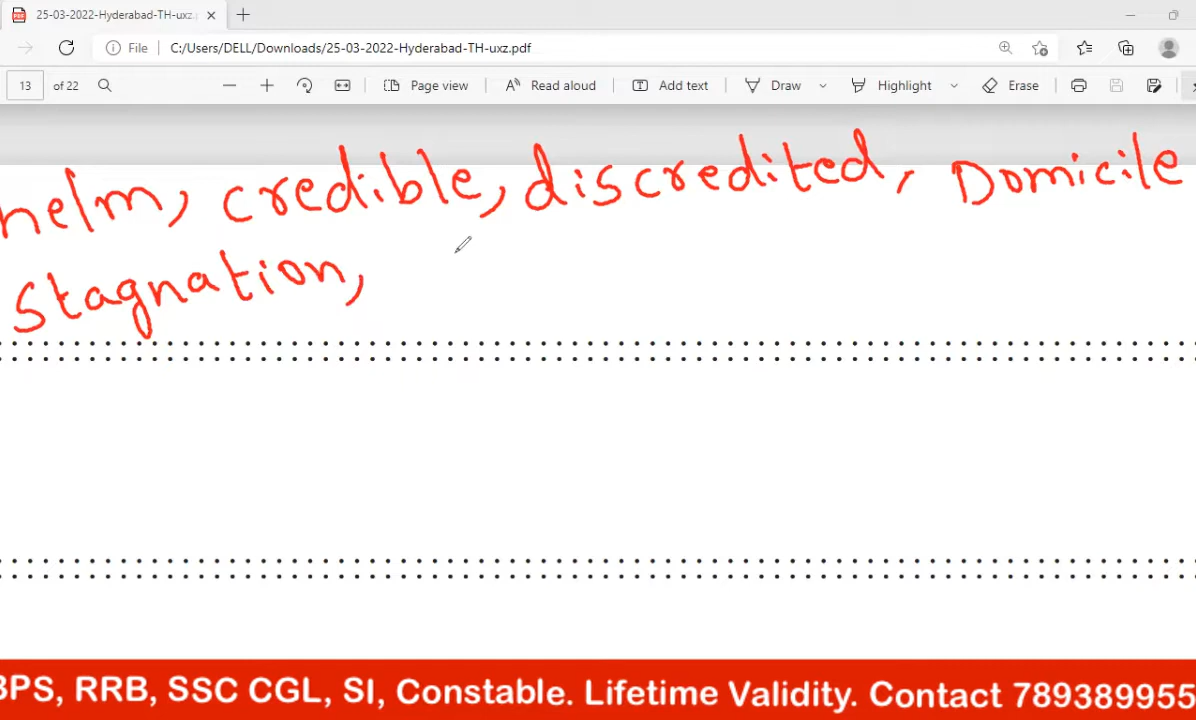 25-03-2022-Hyderabad-TH-uxz.
File C:/Users/DELL/Downloads/25-03-2022-Hyderabad-TH-uxz.pdf
13 of 22 Page view Read aloud Add text Draw Highlight Erase
helm, credible, discredited, Domicile
Stagnation,
BPS, RRB, SSC CGL, SI, Constable. Lifetime Validity. Contact 789389955